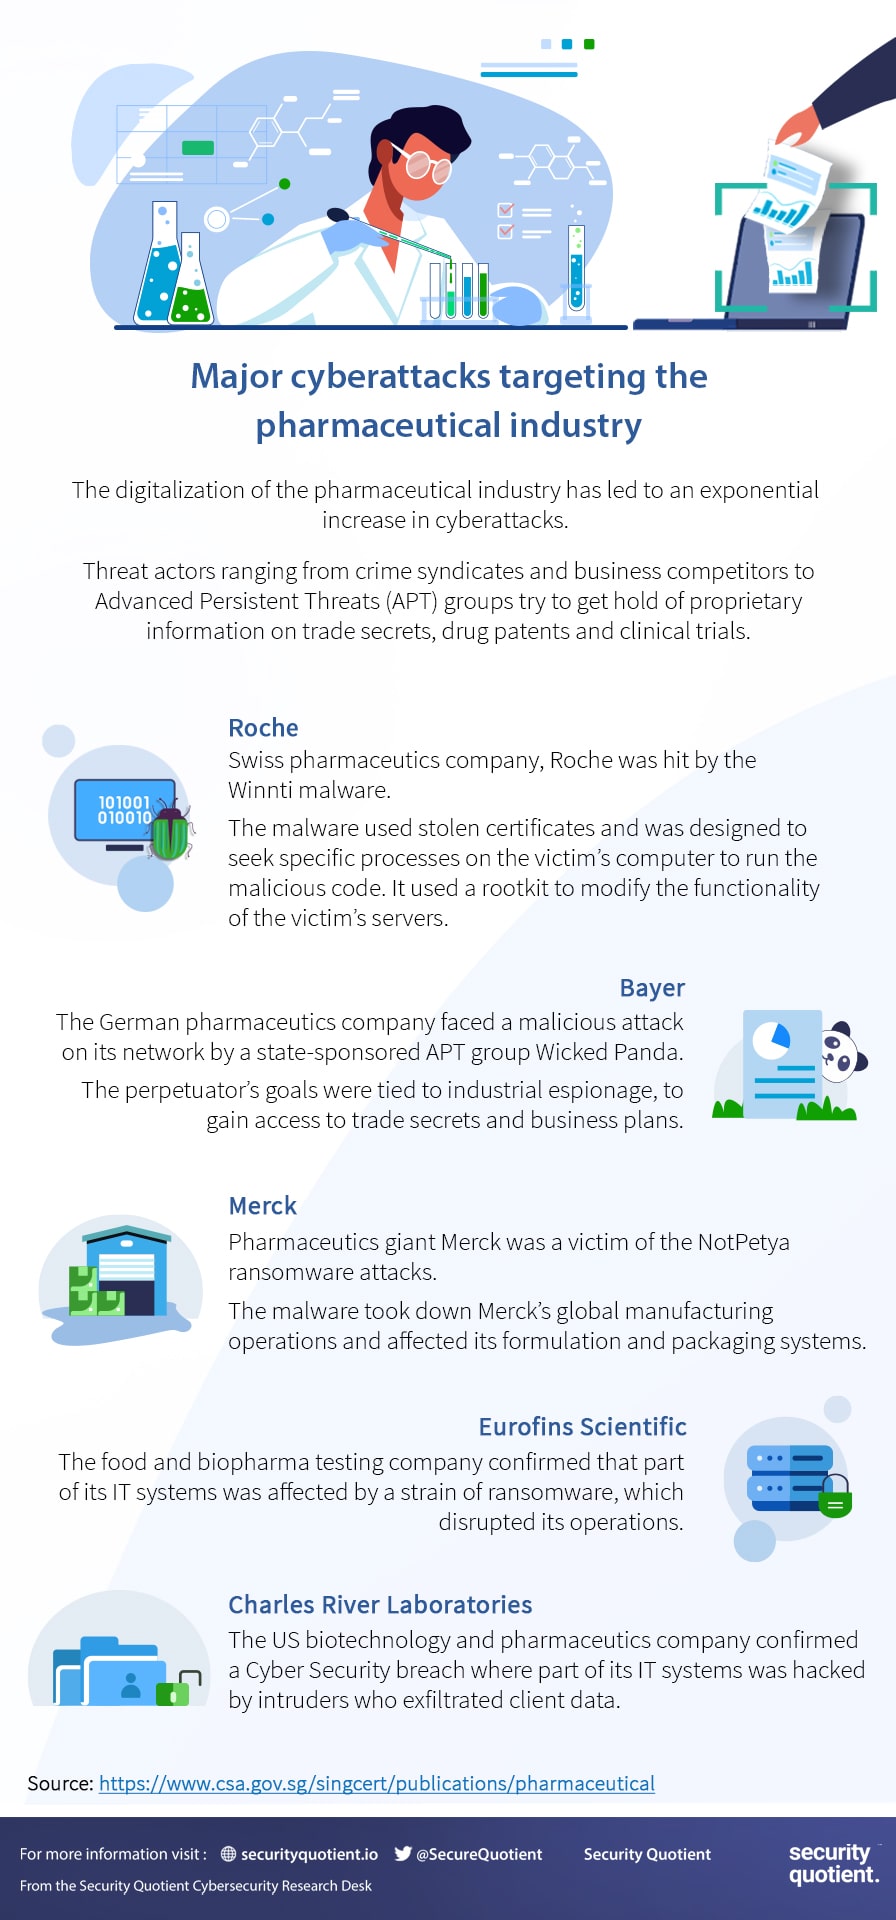 Major cyberattacks targeting the
pharmaceutical industry
The digitalization of the pharmaceutical industry has led to an exponential
increase in cyberattacks.
Threat actors ranging from crime syndicates and business competitors to
Advanced Persistent Threats (APT) groups try to get hold of proprietary
information on trade secrets, drug patents and clinical trials.
101001
010010
Roche
Swiss pharmaceutics company, Roche was hit by the
Winnti malware.
The malware used stolen certificates and was designed to
seek specific processes on the victim's computer to run the
malicious code. It used a rootkit to modify the functionality
of the victim's servers.
Bayer
The German pharmaceutics company faced a malicious attack
on its network by a state-sponsored APT group Wicked Panda.
The perpetuator's goals were tied to industrial espionage, to
gain access to trade secrets and business plans.
Merck
Pharmaceutics giant Merck was a victim of the NotPetya
ransomware attacks.
The malware took down Merck's global manufacturing
operations and affected its formulation and packaging systems.
Eurofins Scientific
The food and biopharma testing company confirmed that part
of its IT systems was affected by a strain of ransomware, which
disrupted its operations.
Charles River Laboratories
The US biotechnology and pharmaceutics company confirmed
a Cyber Security breach where part of its IT systems was hacked
by intruders who exfiltrated client data.
Source: https://www.csa.gov.sg/singcert/publications/pharmaceutical
For more information visit : securityquotient.io @SecureQuotient Security Quotient
From the Security Quotient Cybersecurity Research Desk
security
quotient.